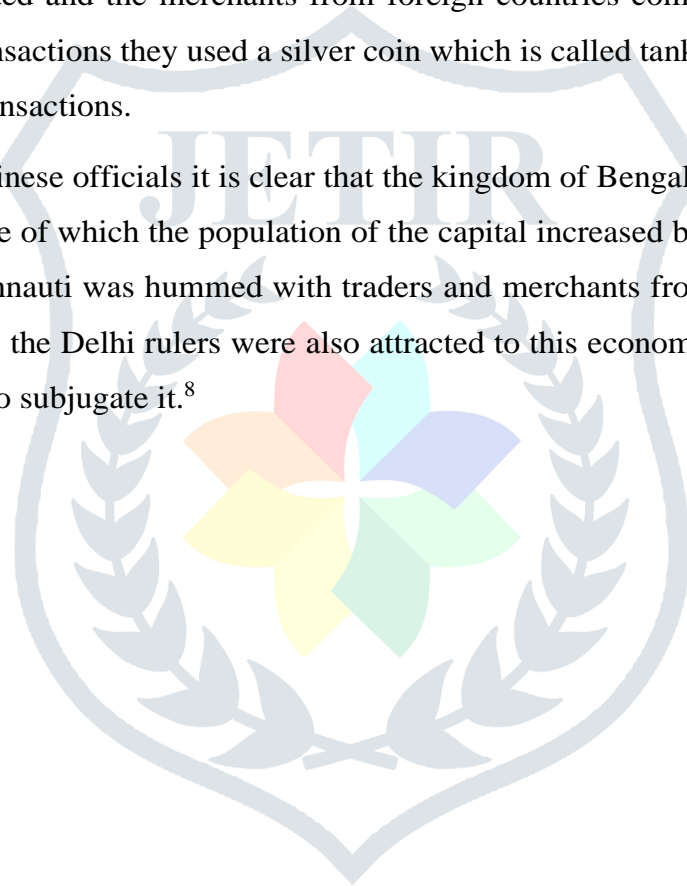 ted and the merchants from foreign countries com
nsactions they used a silver coin which is called tank
nsactions.
inese officials it is clear that the kingdom of Bengal
e of which the population of the capital increased b
hnauti was hummed with traders and merchants fro
the Delhi rulers were also attracted to this econom
o subjugate it.8
JETIR